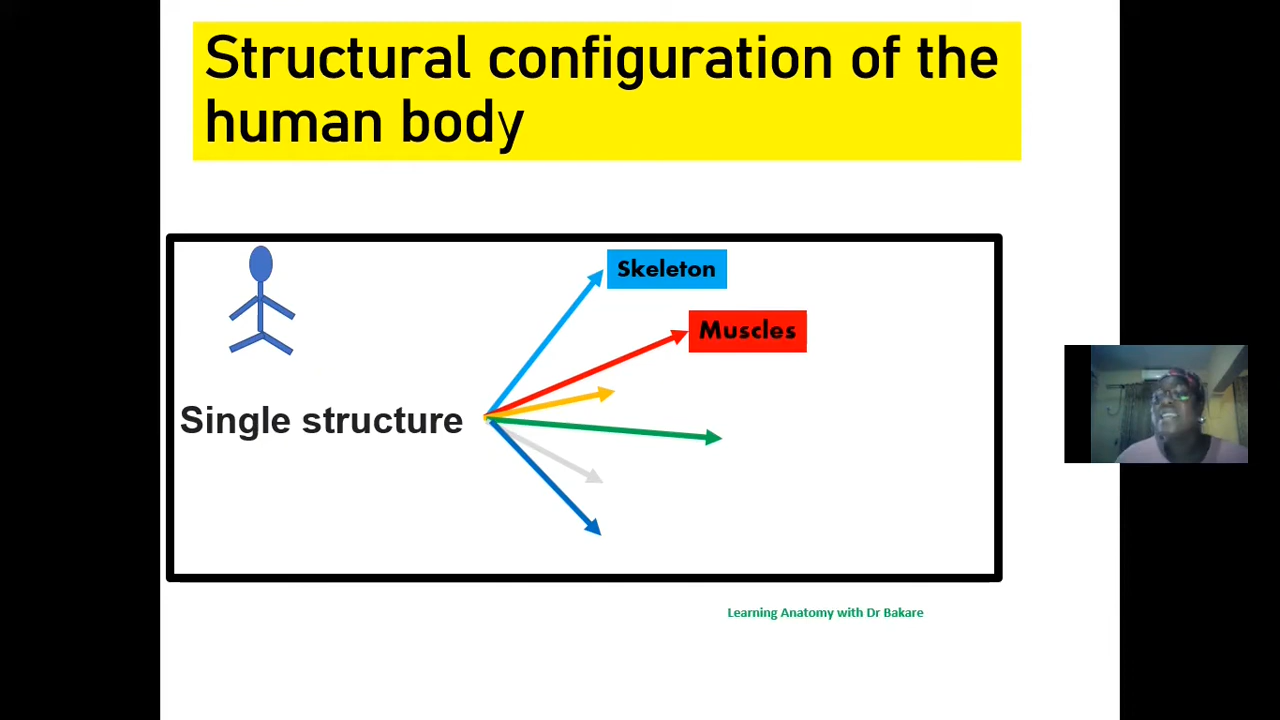 Structural configuration of the
human body
Skeleton
Muscles
Single structure
Learning Anatomy with Dr Bakare